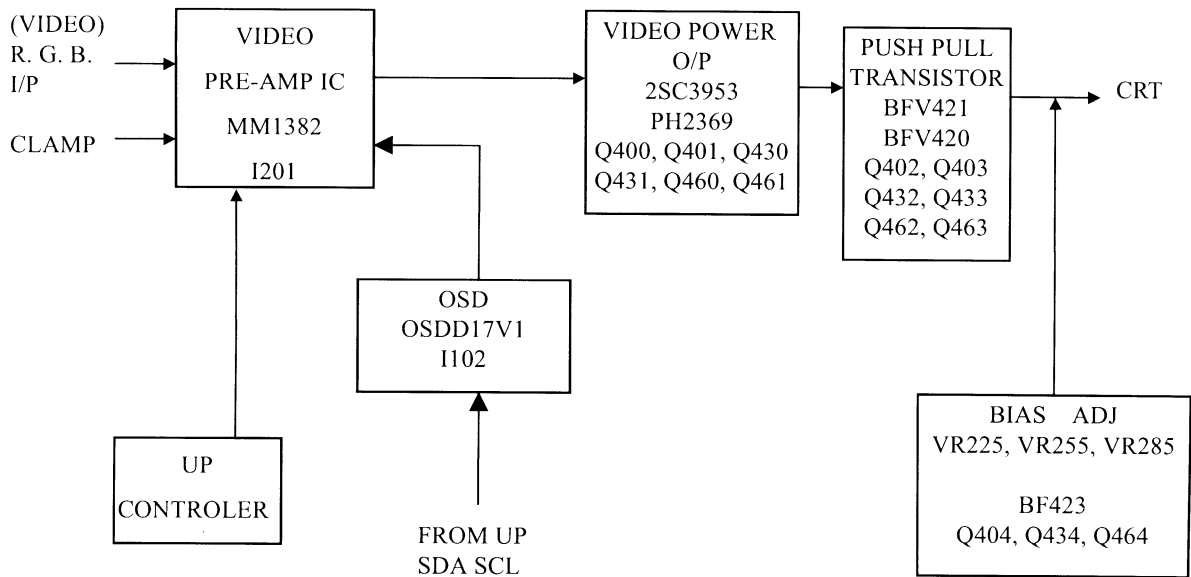 (VIDEO)
R. G. B.
I/P
CLAMP
VIDEO
PRE-AMP IC
MM1382
I201
VIDEO POWER
O/P
2SC3953
PH2369
Q400, Q401, Q430
Q431, Q460, Q461
PUSH PULL
TRANSISTOR
BFV421
BFV420
Q402, Q403
Q432, Q433
Q462, Q463
CRT
OSD
OSDD17V1
I102
UP
CONTROLER
FROM UP
SDA SCL
BIAS ADJ
VR225, VR255, VR285
BF423
Q404, Q434, Q464